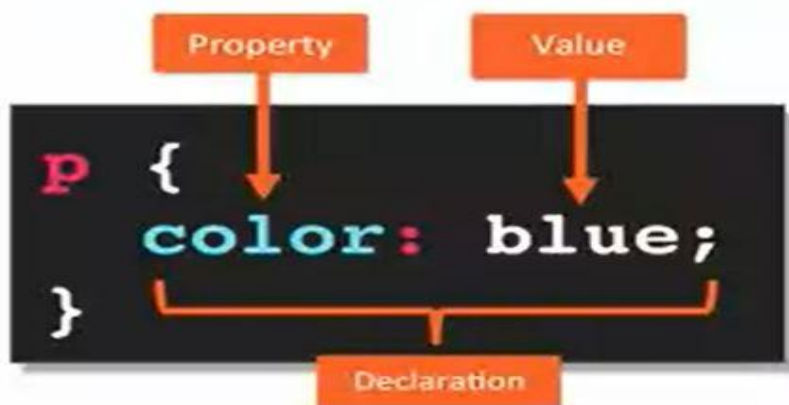 Property Value
p {
color: blue;
}
Declaration